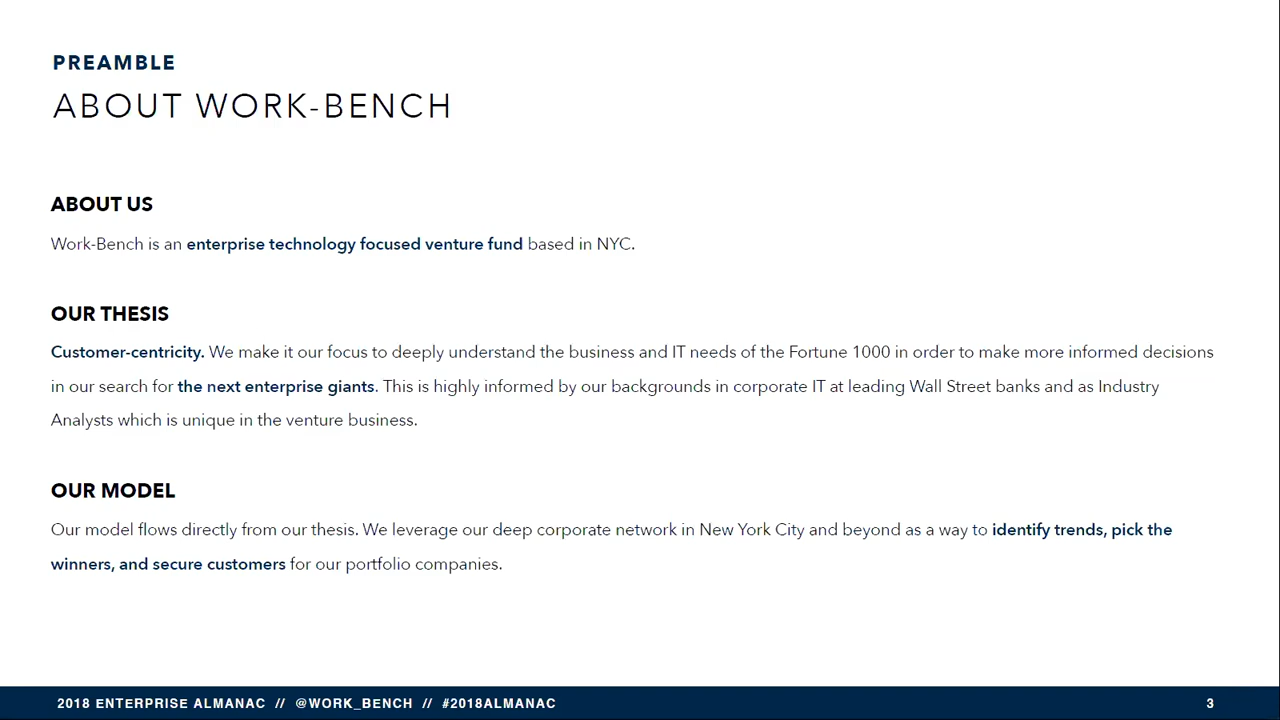 PREAMBLE
ABOUT WORK-BENCH
ABOUT US
Work-Bench is an enterprise technology focused venture fund based in NYC.
OUR THESIS
Customer-centricity. We make it our focus to deeply understand the business and IT needs of the Fortune 1000 in order to make more informed decisions
in our search for the next enterprise giants. This is highly informed by our backgrounds in corporate IT at leading Wall Street banks and as Industry
Analysts which is unique in the venture business.
OUR MODEL
Our model flows directly from our thesis. We leverage our deep corporate network in New York City and beyond as a way to identify trends, pick the
winners, and secure customers for our portfolio companies.
2018 ENTERPRISE ALMANAC // @WORK_BENCH // #2018ALMANAC 3